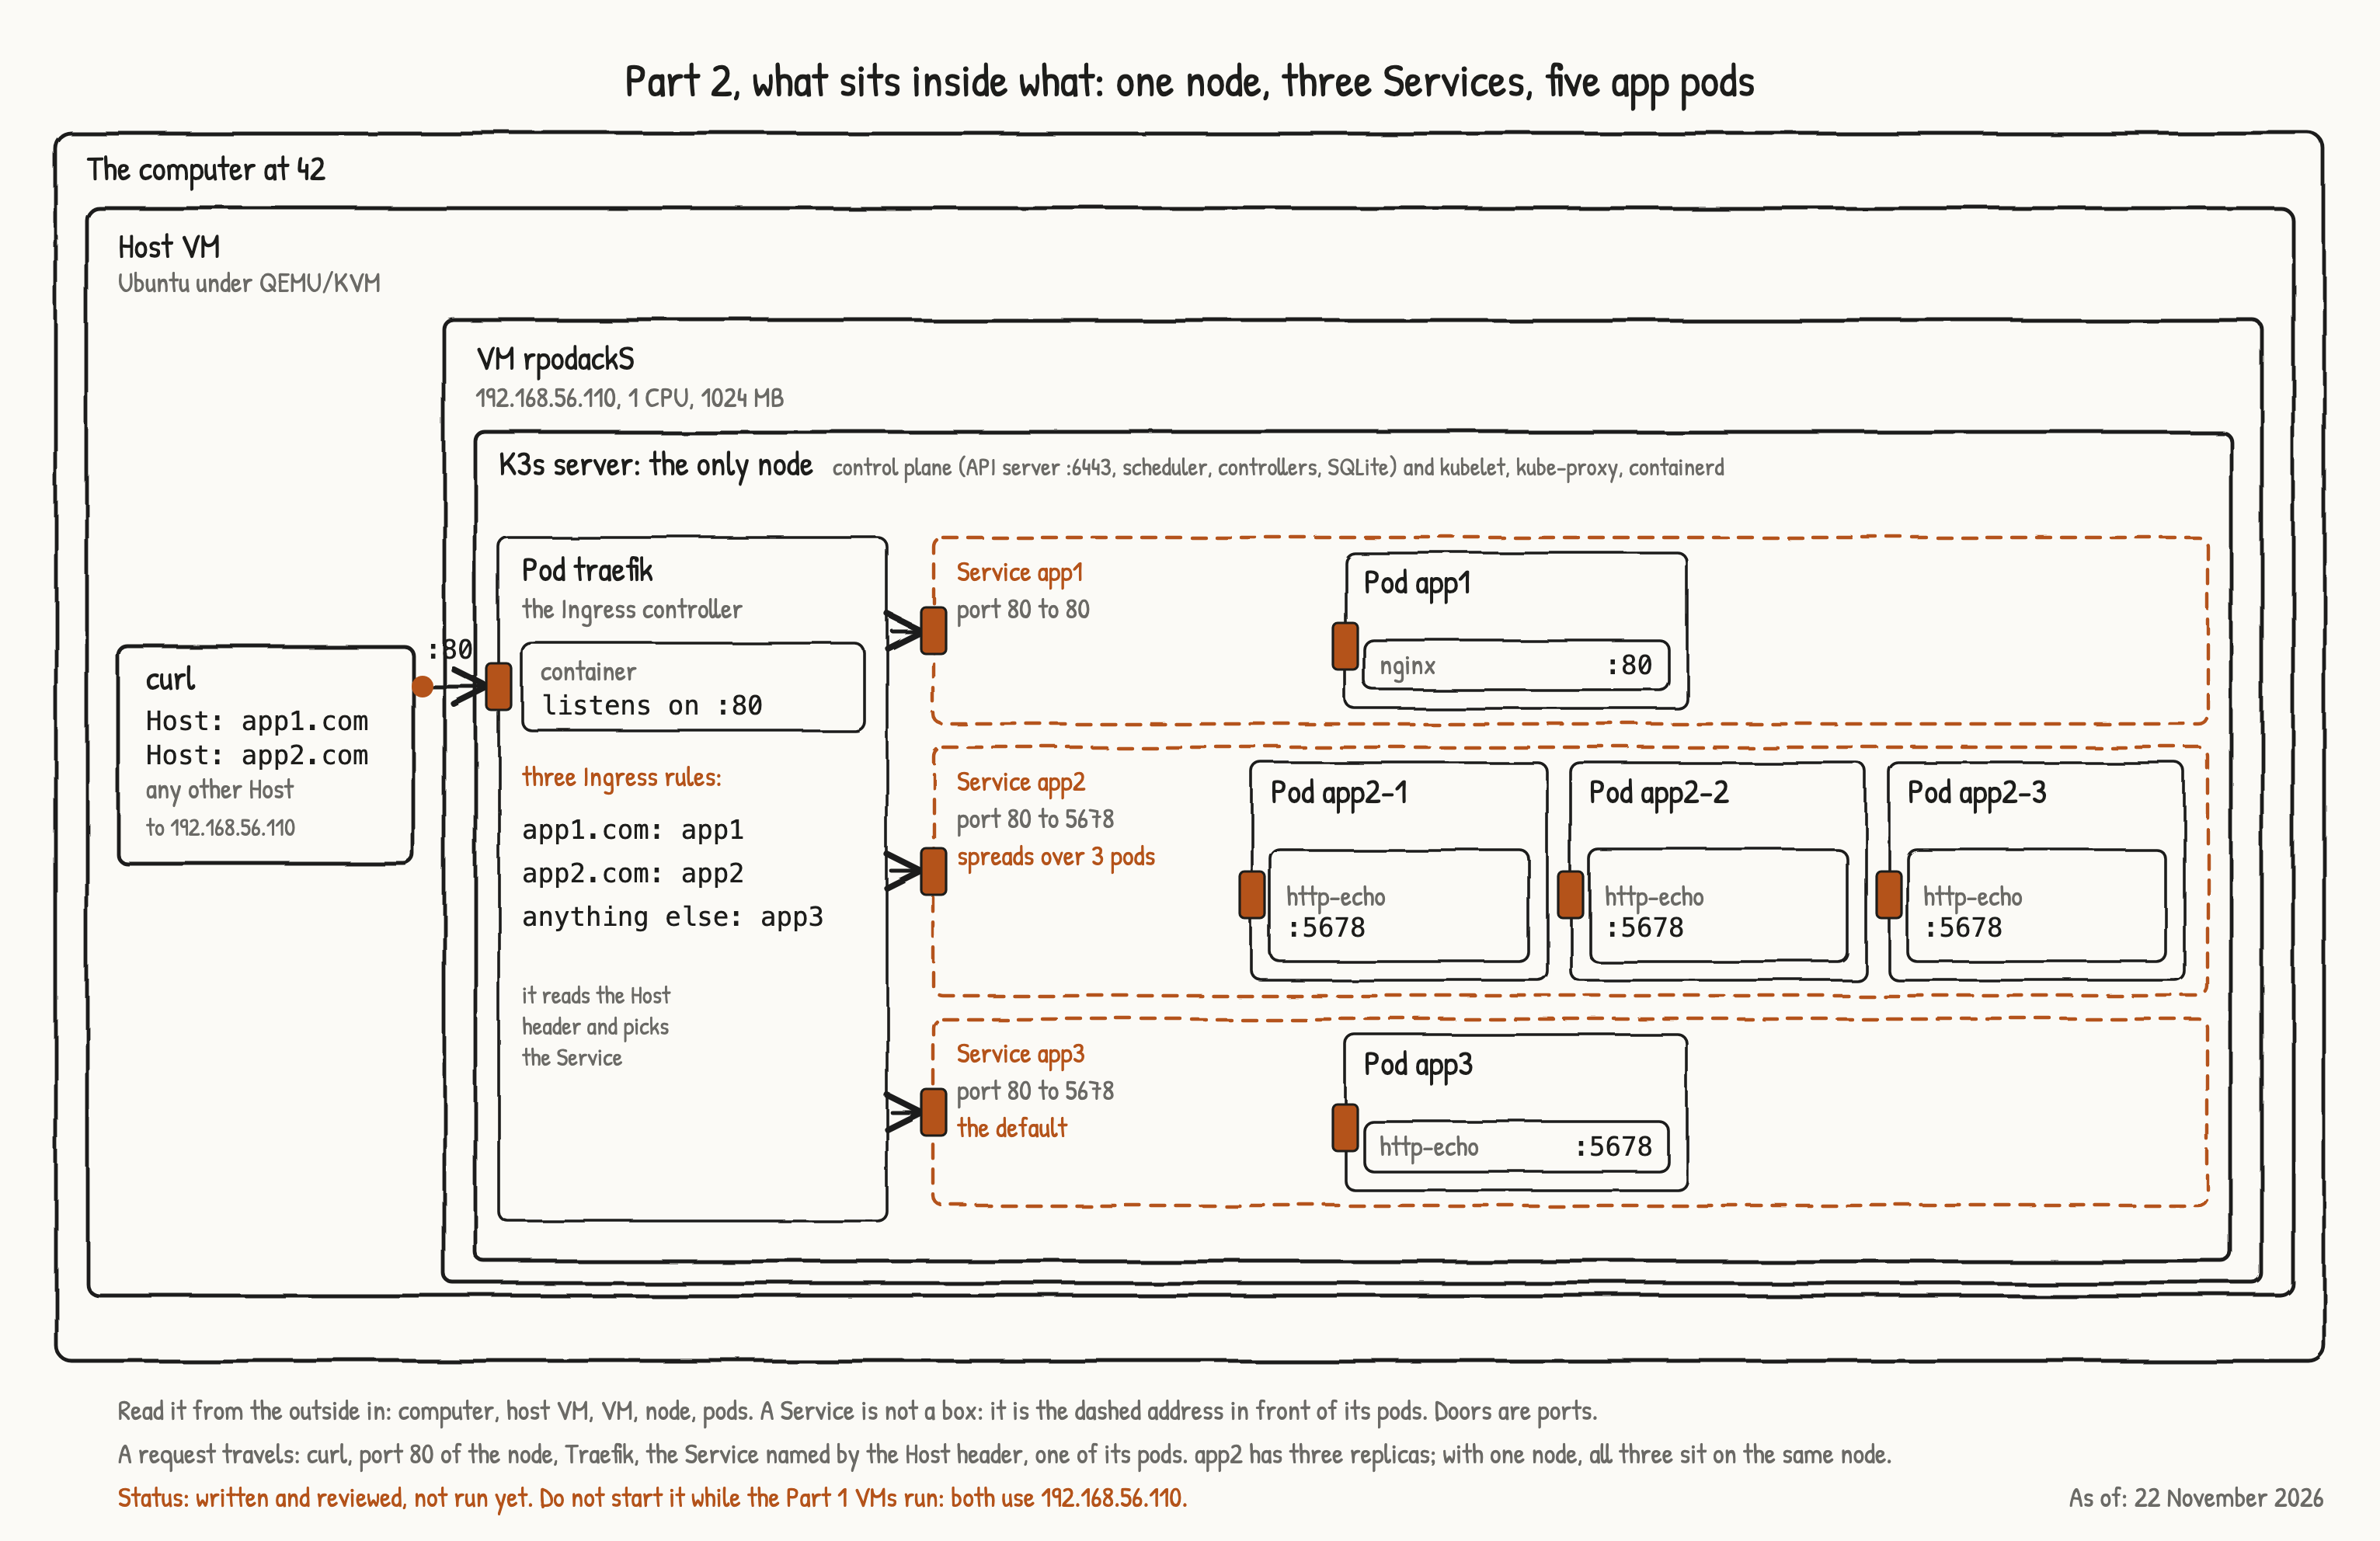 Part 2, what sits inside what: one node, three Services, five app pods
The computer at 42
Host VM
Ubuntu under QEMU/KVM
VM rpodackS
192.168.56.110, 1 CPU, 1024 MB
K3s server: the only node control plane (API server :6443, scheduler, controllers, SQLite) and kubelet, kube-proxy, containerd
curl
Host: app1.com
Host: app2.com
any other Host
to 192.168.56.110
:80
Pod traefik
the Ingress controller
container
listens on :80
three Ingress rules:
app1.com: app1
app2.com: app2
anything else: app3
it reads the Host
header and picks
the Service
Service app1
port 80 to 80
Pod app1
nginx :80
Service app2
port 80 to 5678
spreads over 3 pods
Pod app2-1
http-echo
:5678
Pod app2-2
http-echo
:5678
Pod app2-3
http-echo
:5678
Service app3
port 80 to 5678
the default
Pod app3
http-echo :5678
Read it from the outside in: computer, host VM, VM, node, pods. A Service is not a box: it is the dashed address in front of its pods. Doors are ports.
A request travels: curl, port 80 of the node, Traefik, the Service named by the Host header, one of its pods. app2 has three replicas; with one node, all three sit on the same node.
Status: written and reviewed, not run yet. Do not start it while the Part 1 VMs run: both use 192.168.56.110.
As of: 22 November 2026